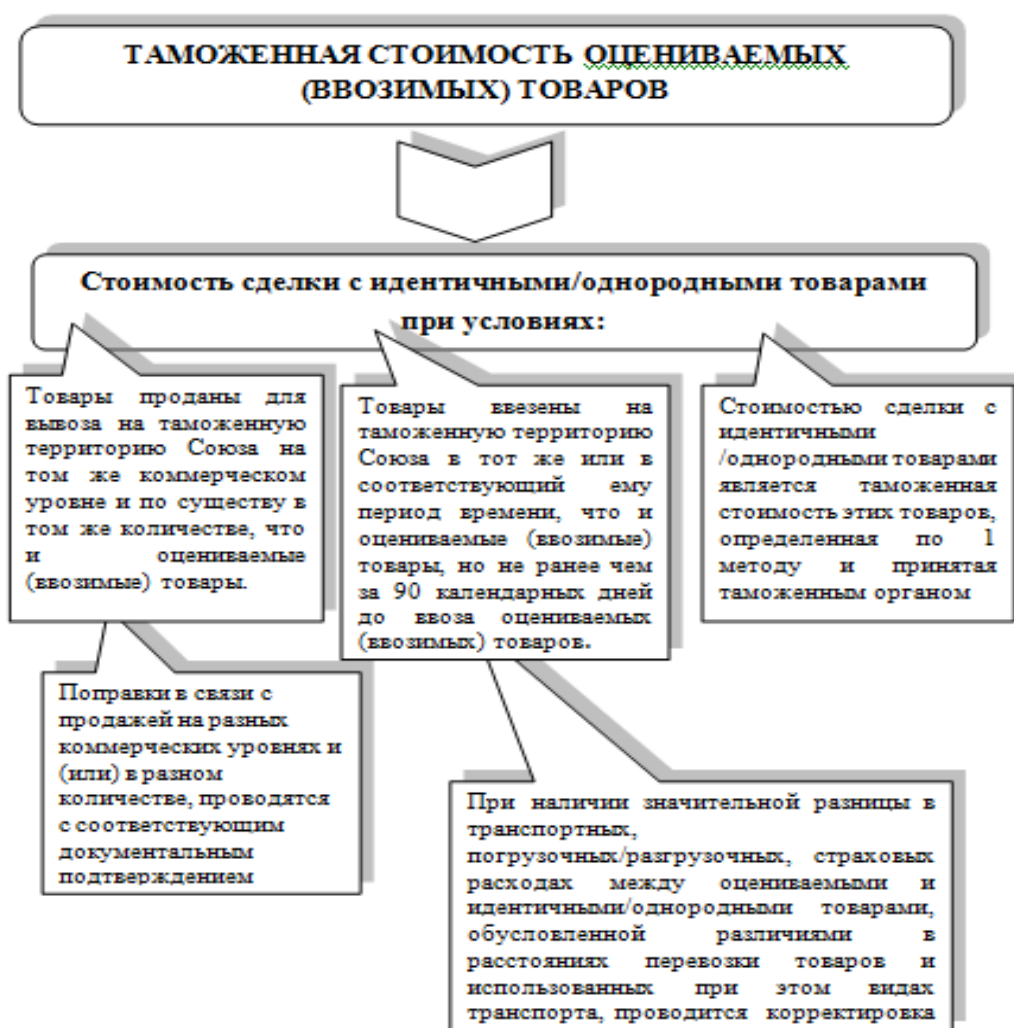 ТАМОЖЕННАЯ СТОИМОСТЬ ОЦЕНИВАЕМЫХ
(ВВОЗИМЫХ) ТОВАРОВ
Стоимость сделки с идентичными/однородными товарами
при условиях:
Товары проданы для
вывоза на таможенную
территорию Союза на
том же коммерческом
уровне и по существу в
том же количестве, что
и оцениваемые
(ввозимые) товары.
Товары ввезены на
таможенную территорию
Союза в тот же или в
соответствующий ему
период времени, что и
оцениваемые (ввозимые)
товары, но не ранее чем
за 90 календарных дней
до ввоза оцениваемых
(ввозимых) товаров.
Стоимостью сделки с
идентичными
/однородными товарами
является таможенная
стоимость этих товаров,
определенная по 1
методу и принятая
таможенным органом
Поправки в связи с
продажей на разных
коммерческих уровнях и
(или) в разном
количестве, проводятся
с соответствующим
документальным
подтверждением
При наличии значительной разницы в
транспортных,
погрузочных/разгрузочных, страховых
расходах между оцениваемыми и
идентичными/однородными товарами,
обусловленной различиями в
расстояниях перевозки товаров и
использованных при этом видах
транспорта, проводится корректировка